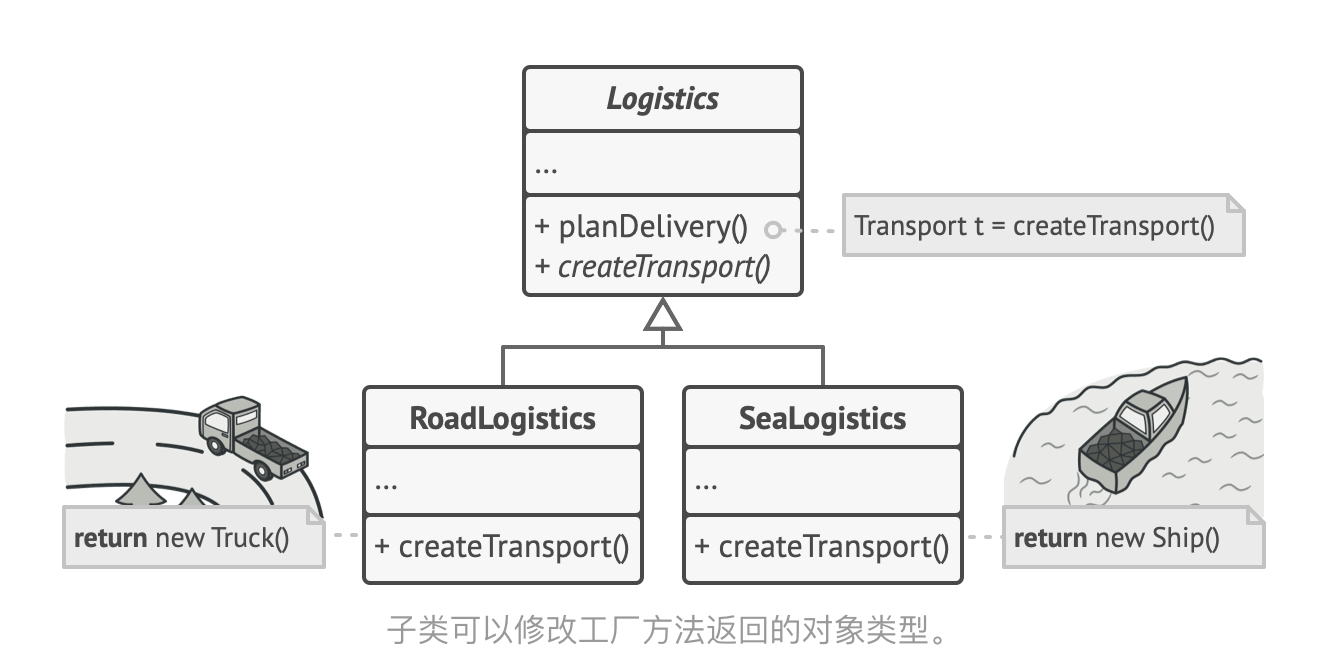 Logistics
...
+ planDelivery()
+ createTransport()
Transport t = createTransport()
RoadLogistics
...
+ createTransport()
SeaLogistics
...
+ createTransport()
return new Truck()
return new Ship()
子类可以修改工厂方法返回的对象类型。